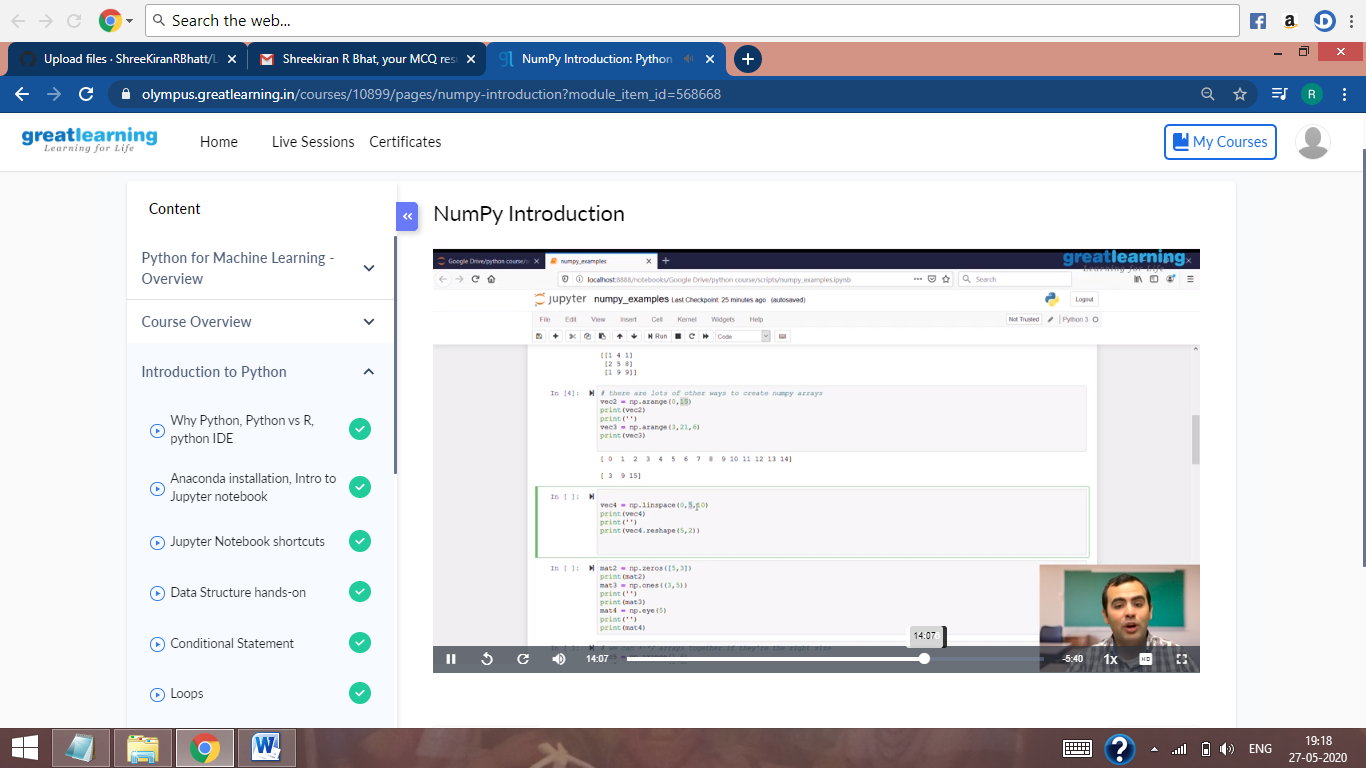 Search the web...
Upload files · ShreeKiranRBhatt/L
Shreekiran R Bhat, your MCQ res
NumPy Introduction: Python
olympus.greatlearning.in/courses/10899/pages/numpy-introduction?module_item_id=568668
R
greatlearning
Learning for Life
Home
Live Sessions
Certificates
My Courses
Content
Python for Machine Learning -
Overview
Course Overview
Introduction to Python
Why Python, Python vs R,
python IDE
Anaconda installation, Intro to
Jupyter notebook
Jupyter Notebook shortcuts
Data Structure hands-on
Conditional Statement
Loops
NumPy Introduction
Google Drive/python course/s
numpy_examples
greatlearning
Learning for Life
localhost:8888/notebooks/Google Drive/python course/scripts/numpy_examples.ipynb
Search
jupyter numpy_examples Last Checkpoint: 25 minutes ago (autosaved)
Logout
File Edit View Insert Cell Kernel Widgets Help
Not Trusted
Python 3
Run
Code
[[1 4 1]
[2 5 8]
[1 9 9]]
In [4]:
# there are lots of other ways to create numpy arrays
vec2 = np.arange(0,15)
print(vec2)
print('')
vec3 = np.arange(3,21,6)
print(vec3)
[ 0 1 2 3 4 5 6 7 8 9 10 11 12 13 14]
[ 3 9 15]
In [ ]:
vec4 = np.linspace(0,5,10)
print(vec4)
print('')
print(vec4.reshape(5,2))
In [ ]:
mat2 = np.zeros([5,3])
print(mat2)
mat3 = np.ones((3,5))
print('')
print(mat3)
mat4 = np.eye(5)
print('')
print(mat4)
14:07
14:07
-5:40
1x
HD
ENG
19:18
27-05-2020